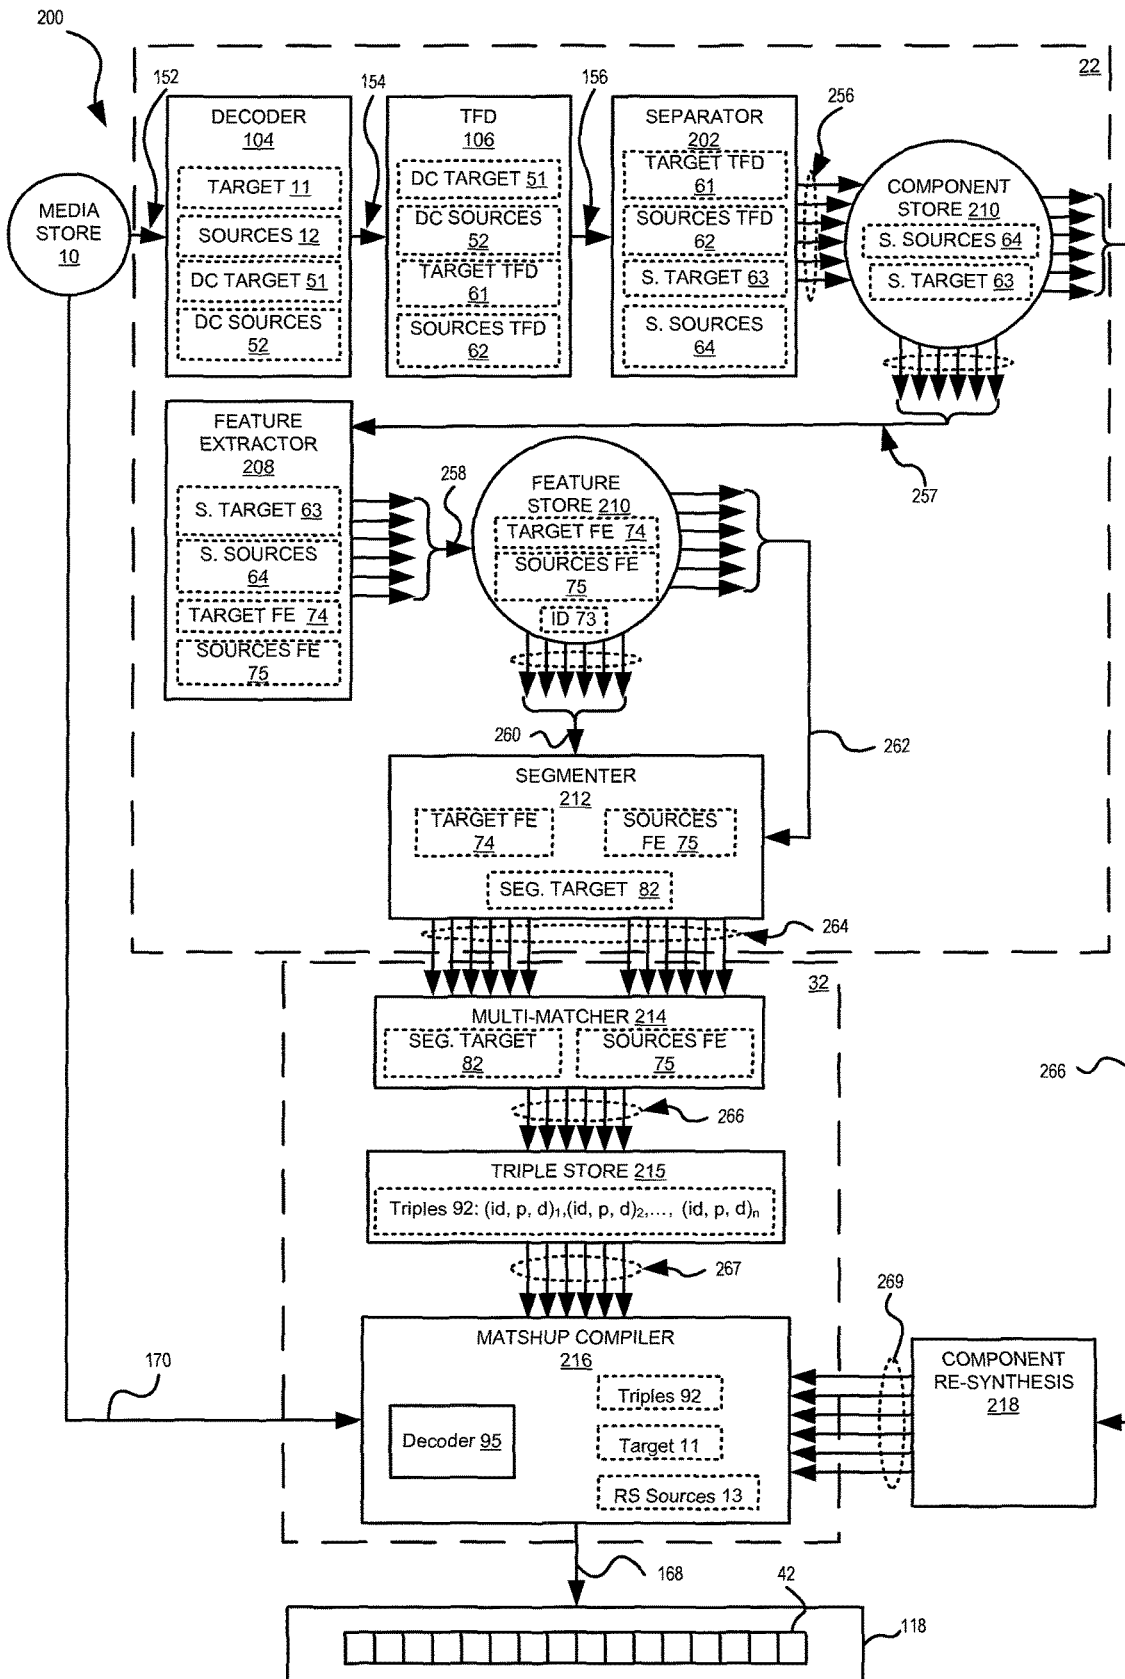 200
22
152
154
156
256
DECODER
104
TARGET 11
SOURCES 12
DC TARGET 51
DC SOURCES
52
TFD
106
DC TARGET 51
DC SOURCES
52
TARGET TFD
61
SOURCES TFD
62
SEPARATOR
202
TARGET TFD
61
SOURCES TFD
62
S. TARGET 63
S. SOURCES
64
MEDIA
STORE
10
COMPONENT
STORE 210
S. SOURCES 64
S. TARGET 63
FEATURE
EXTRACTOR
208
S. TARGET 63
S. SOURCES
64
TARGET FE 74
SOURCES FE
75
258
FEATURE
STORE 210
TARGET FE 74
SOURCES FE
75
ID 73
257
260
262
SEGMENTER
212
TARGET FE
74
SOURCES
FE 75
SEG. TARGET 82
264
32
MULTI-MATCHER 214
SEG. TARGET
82
SOURCES FE
75
266
266
TRIPLE STORE 215
Triples 92: (id, p, d)1,(id, p, d)2,..., (id, p, d)n
267
269
MATSHUP COMPILER
216
Triples 92
Decoder 95
Target 11
RS Sources 13
COMPONENT
RE-SYNTHESIS
218
170
168
42
118